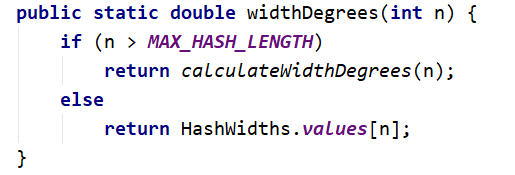 public static double widthDegrees(int n) {
    if (n > MAX_HASH_LENGTH)
        return calculateWidthDegrees(n);
    else
        return HashWidths.values[n];
}